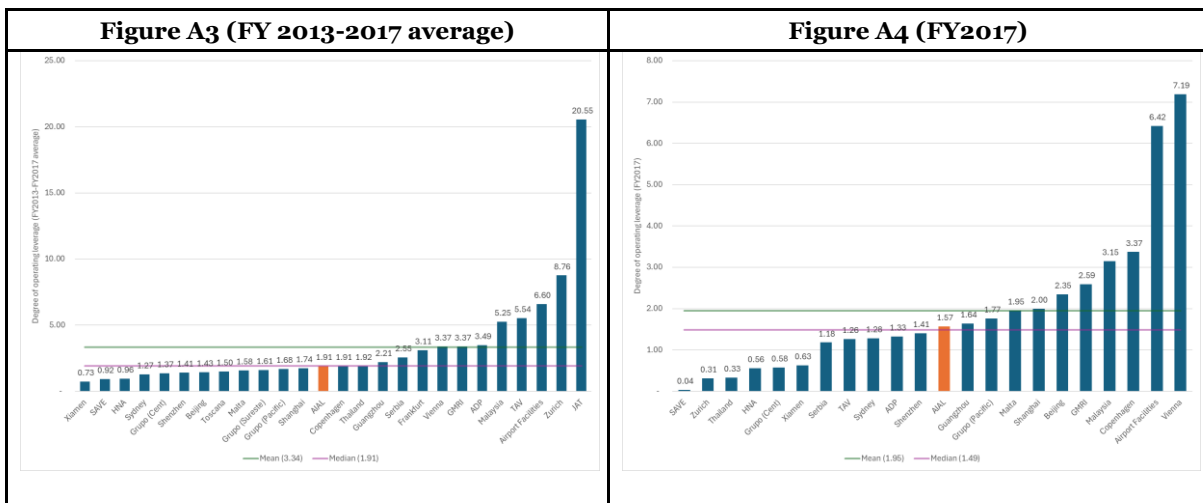 Figure A3 (FY 2013-2017 average)
Figure A4 (FY2017)
25.00
20.00
15.00
10.00
5.00
-
Degree of operating leverage (FY2013-FY2017 average)
0.73
0.92
0.96
1.27
1.37
1.41
1.43
1.50
1.58
1.61
1.68
1.74
1.91
1.91
1.92
2.21
2.55
3.11
3.37
3.37
3.49
5.25
5.54
6.60
8.76
20.55
Xiamen
SAVE
HNA
Sydney
Grupo (Cent)
Shenzhen
Beijing
Toscana
Malta
Grupo (Sureste)
Grupo (Pacific)
Shanghai
AIAL
Copenhagen
Thailand
Guangzhou
Serbia
Frankfurt
Vienna
GMRI
ADP
Malaysia
TAV
Airport Facilities
Zurich
JAT
Mean (3.34)
Median (1.91)
8.00
7.00
6.00
5.00
4.00
3.00
2.00
1.00
-
Degree of operating leverage (FY2017)
0.04
0.31
0.33
0.56
0.58
0.63
1.18
1.26
1.28
1.33
1.41
1.57
1.64
1.77
1.95
2.00
2.35
2.59
3.15
3.37
6.42
7.19
SAVE
Zurich
Thailand
HNA
Grupo (Cent)
Xiamen
Serbia
TAV
Sydney
ADP
Shenzhen
AIAL
Guangzhou
Grupo (Pacific)
Malta
Shanghai
Beijing
GMRI
Malaysia
Copenhagen
Airport Facilities
Vienna
Mean (1.95)
Median (1.49)